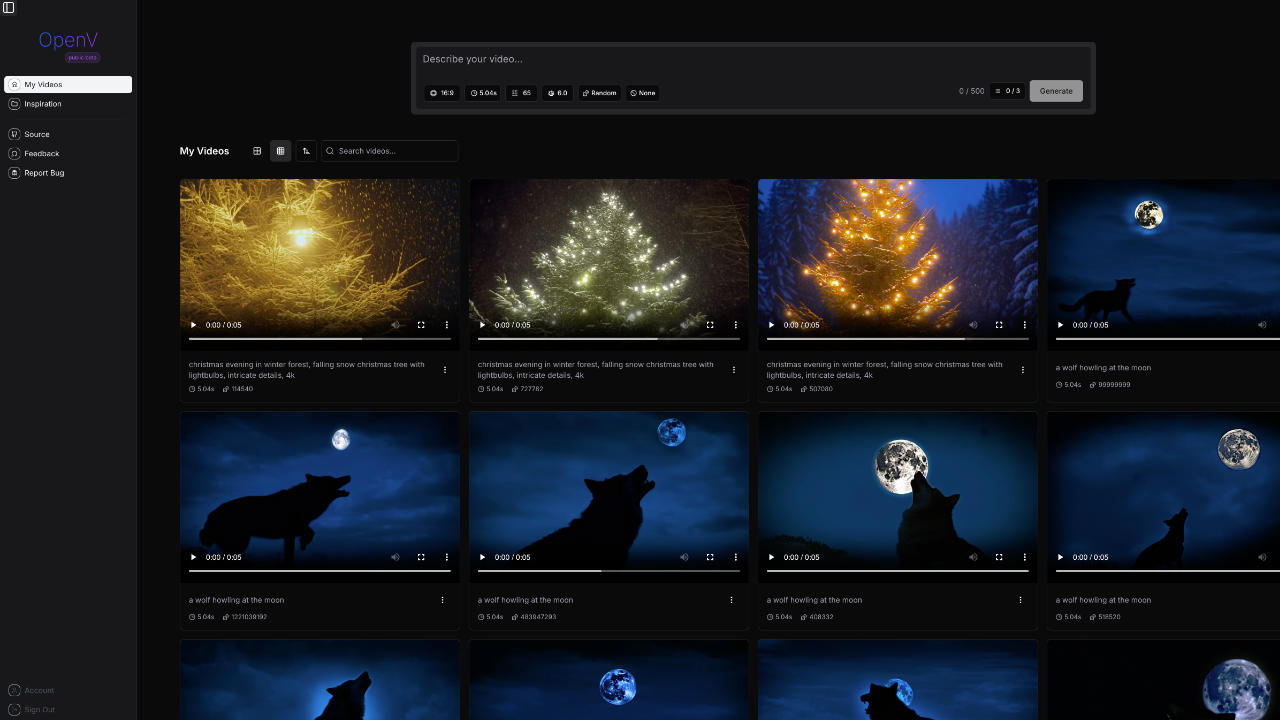 OpenV
public beta
My Videos
Inspiration
Source
Feedback
Report Bug
Account
Sign Out
Describe your video...
16:9
5.04s
65
6.0
Random
None
0 / 500
0 / 3
Generate
My Videos
Search videos...
0:00 / 0:05
0:00 / 0:05
0:00 / 0:05
0:00 / 0:05
christmas evening in winter forest, falling snow christmas tree with
lightbulbs, intricate details, 4k
5.04s 114540
christmas evening in winter forest, falling snow christmas tree with
lightbulbs, intricate details, 4k
5.04s 727762
christmas evening in winter forest, falling snow christmas tree with
lightbulbs, intricate details, 4k
5.04s 507080
a wolf howling at the moon
5.04s 99999999
0:00 / 0:05
0:00 / 0:05
0:00 / 0:05
0:00 / 0:05
a wolf howling at the moon
5.04s 1221039192
a wolf howling at the moon
5.04s 483947293
a wolf howling at the moon
5.04s 408332
a wolf howling at the moon
5.04s 518520